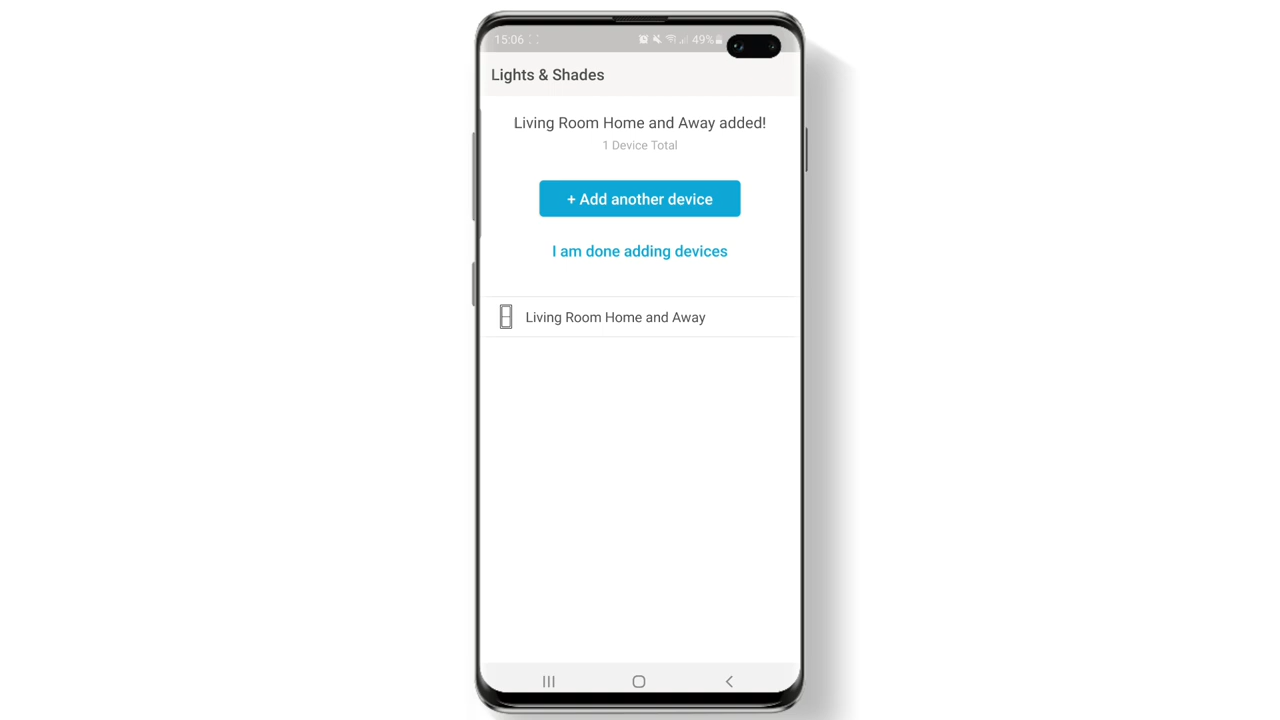 15:06
49%
Lights & Shades
Living Room Home and Away added!
1 Device Total
+ Add another device
I am done adding devices
Living Room Home and Away